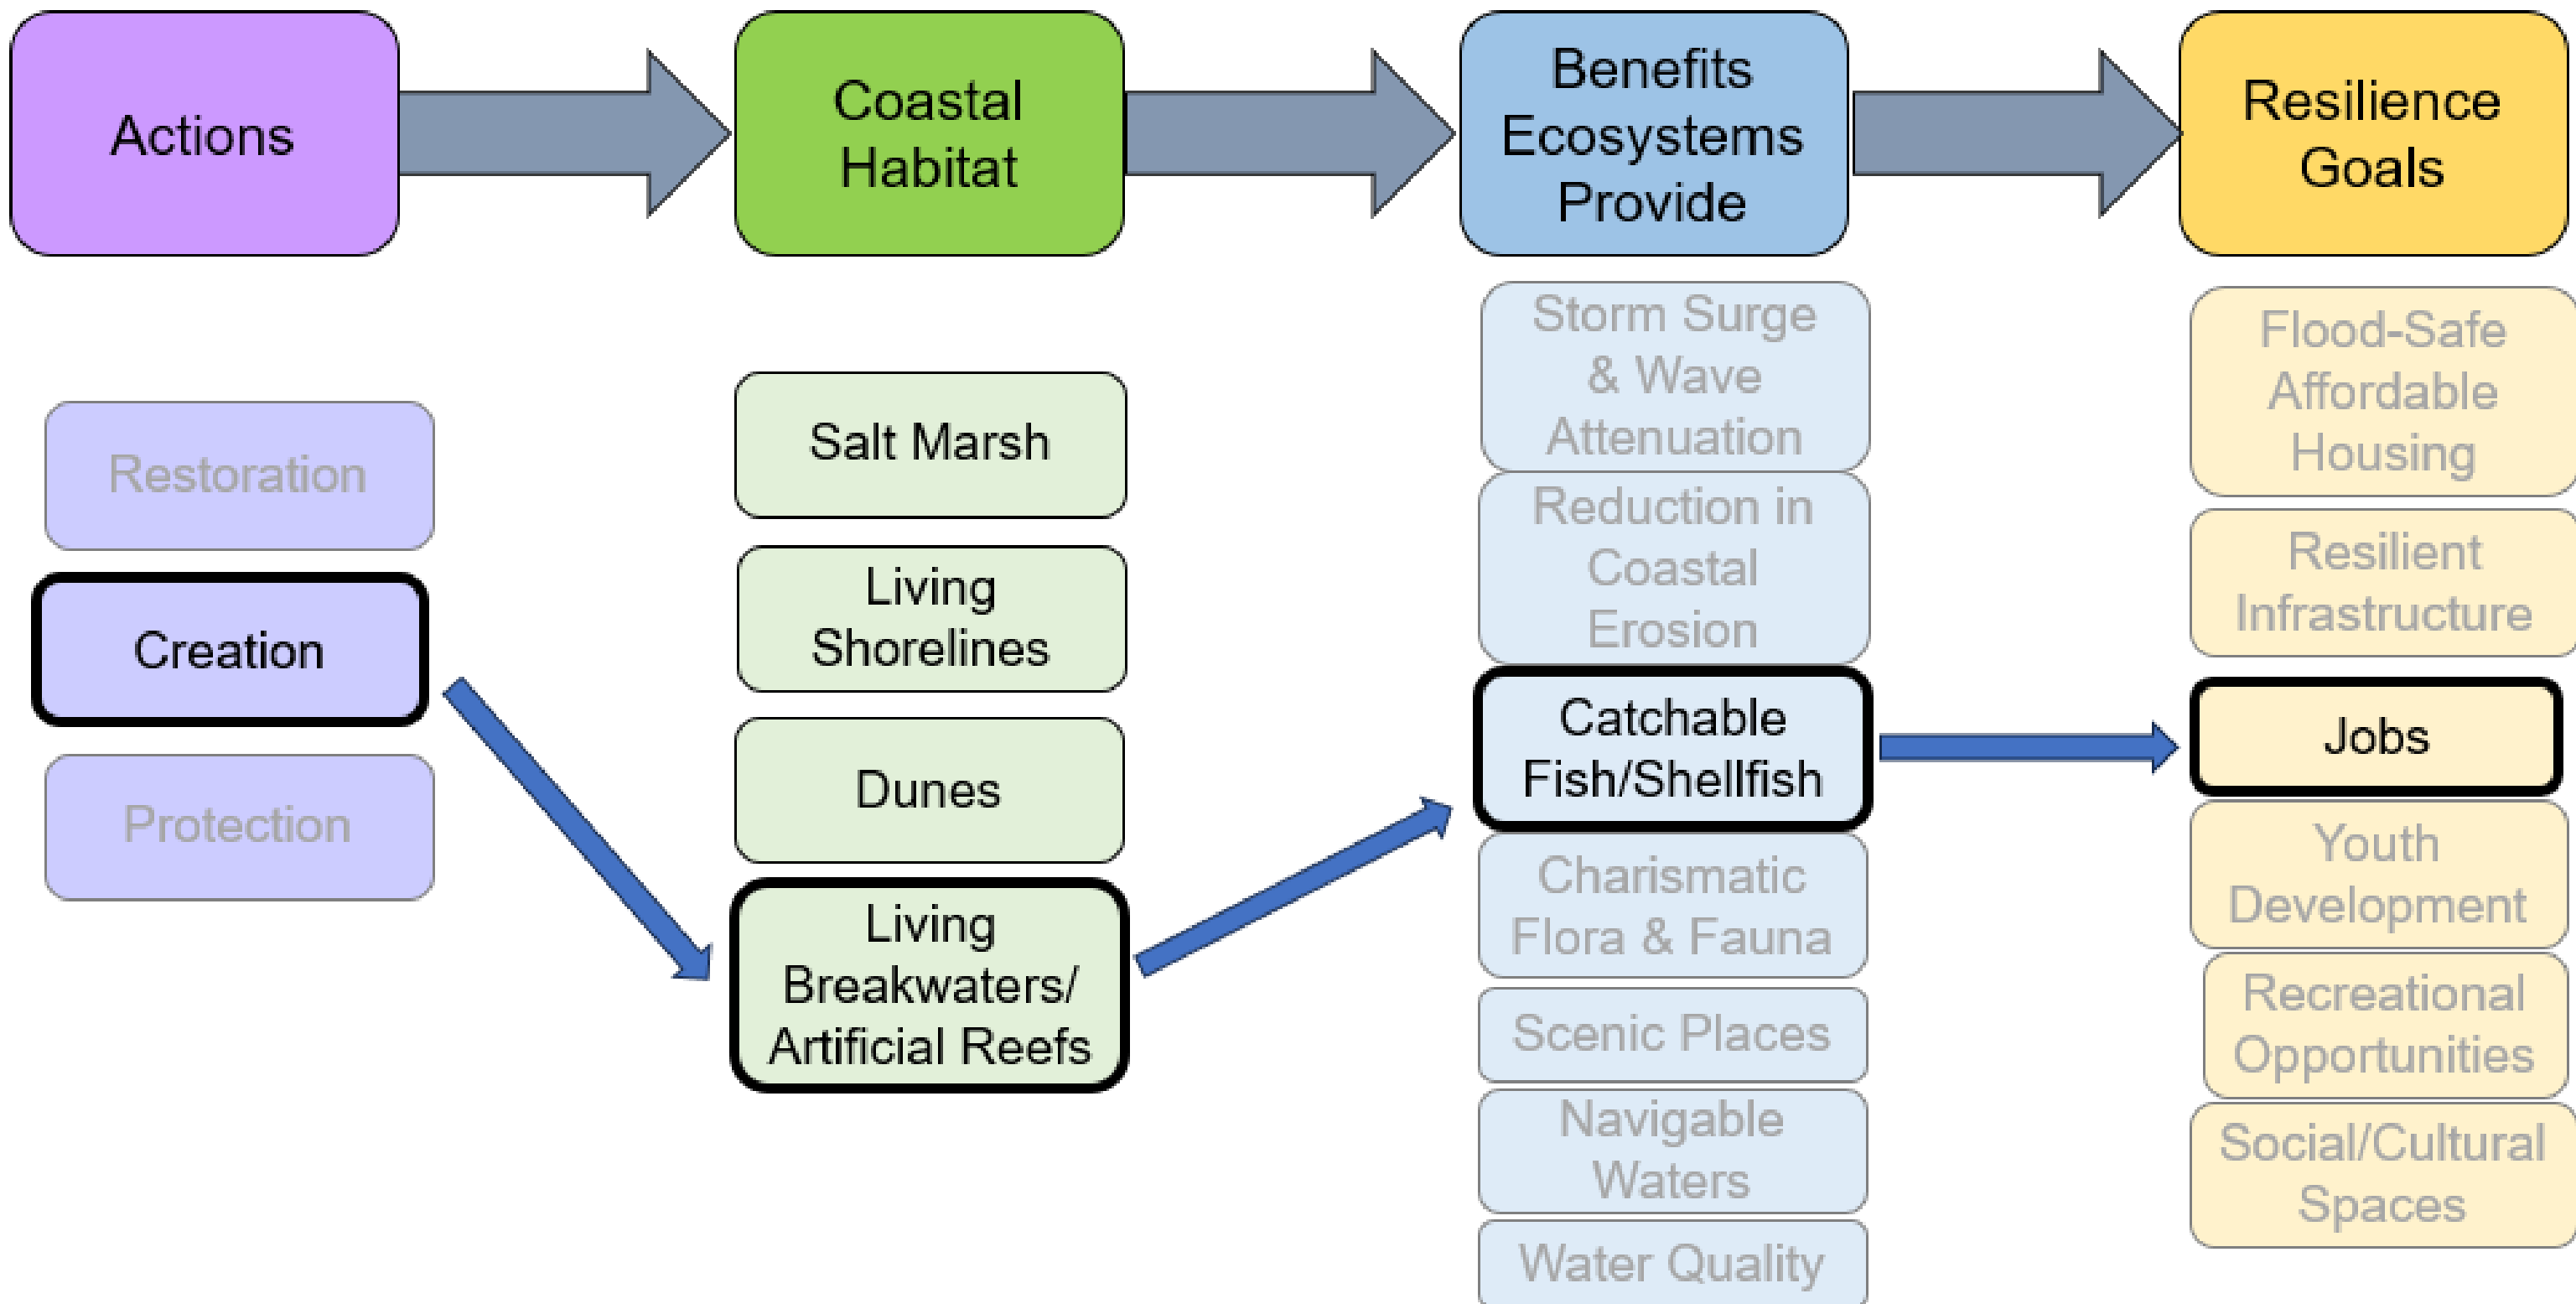 Actions
Coastal
Habitat
Benefits
Ecosystems
Provide
Resilience
Goals
Restoration
Creation
Protection
Salt Marsh
Living
Shorelines
Dunes
Living
Breakwaters/
Artificial Reefs
Storm Surge
& Wave
Attenuation
Reduction in
Coastal
Erosion
Catchable
Fish/Shellfish
Charismatic
Flora & Fauna
Scenic Places
Navigable
Waters
Water Quality
Flood-Safe
Affordable
Housing
Resilient
Infrastructure
Jobs
Youth
Development
Recreational
Opportunities
Social/Cultural
Spaces